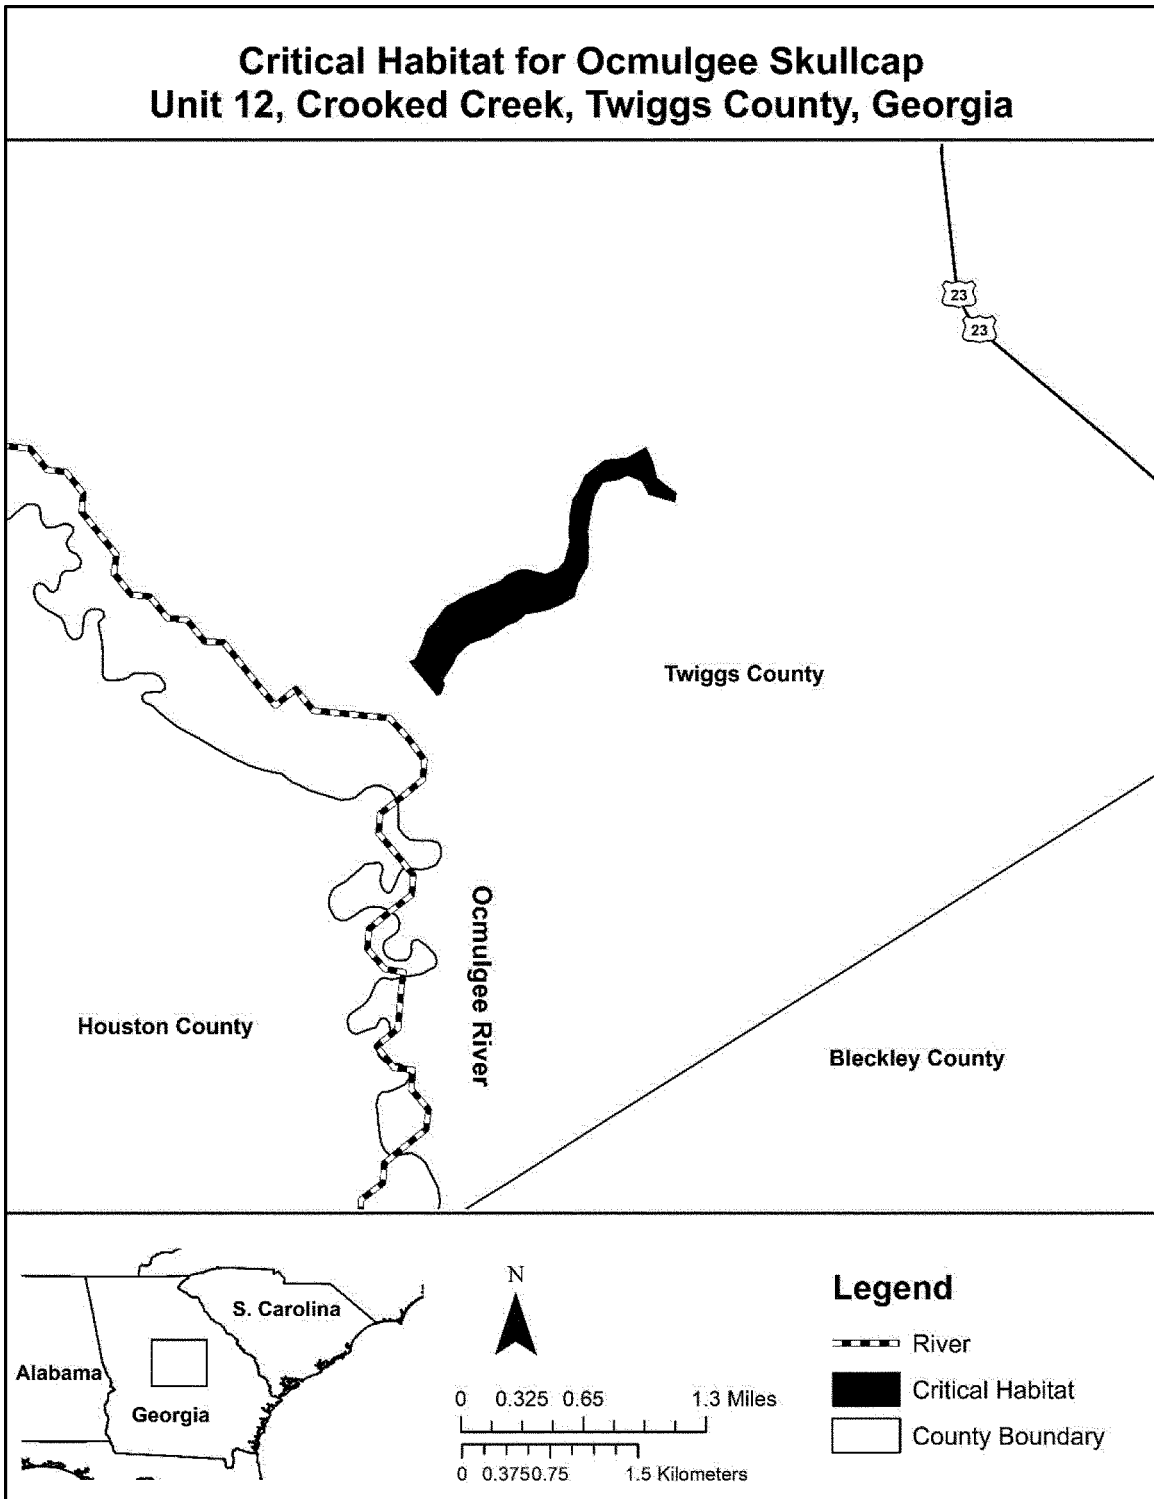 Critical Habitat for Ocmulgee Skullcap
Unit 12, Crooked Creek, Twiggs County, Georgia
23
23
Twiggs County
Ocmulgee River
Houston County
Bleckley County
S. Carolina
Alabama
Georgia
N
0 0.325 0.65 1.3 Miles
0 0.375 0.75 1.5 Kilometers
Legend
River
Critical Habitat
County Boundary